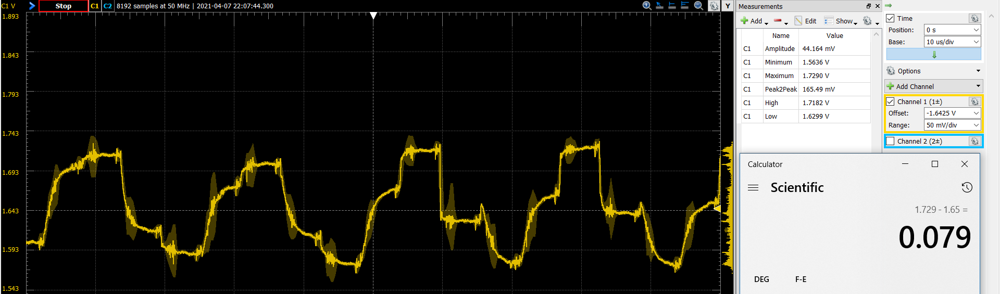 C1 V
Stop
C1
C2
8192 samples at 50 MHz | 2021-04-07 22:07:44.300
Y
1.893
1.843
1.793
1.743
1.693
1.643
1.593
1.543
Measurements
Add
Edit
Show
Name Value
C1 Amplitude 44.164 mV
C1 Minimum 1.5636 V
C1 Maximum 1.7290 V
C1 Peak2Peak 165.49 mV
C1 High 1.7182 V
C1 Low 1.6299 V
Time
Position: 0 s
Base: 10 us/div
Options
Add Channel
Channel 1 (1±)
Offset: -1.6425 V
Range: 50 mV/div
Channel 2 (2±)
Calculator
Scientific
1.729 - 1.65 =
0.079
DEG F-E